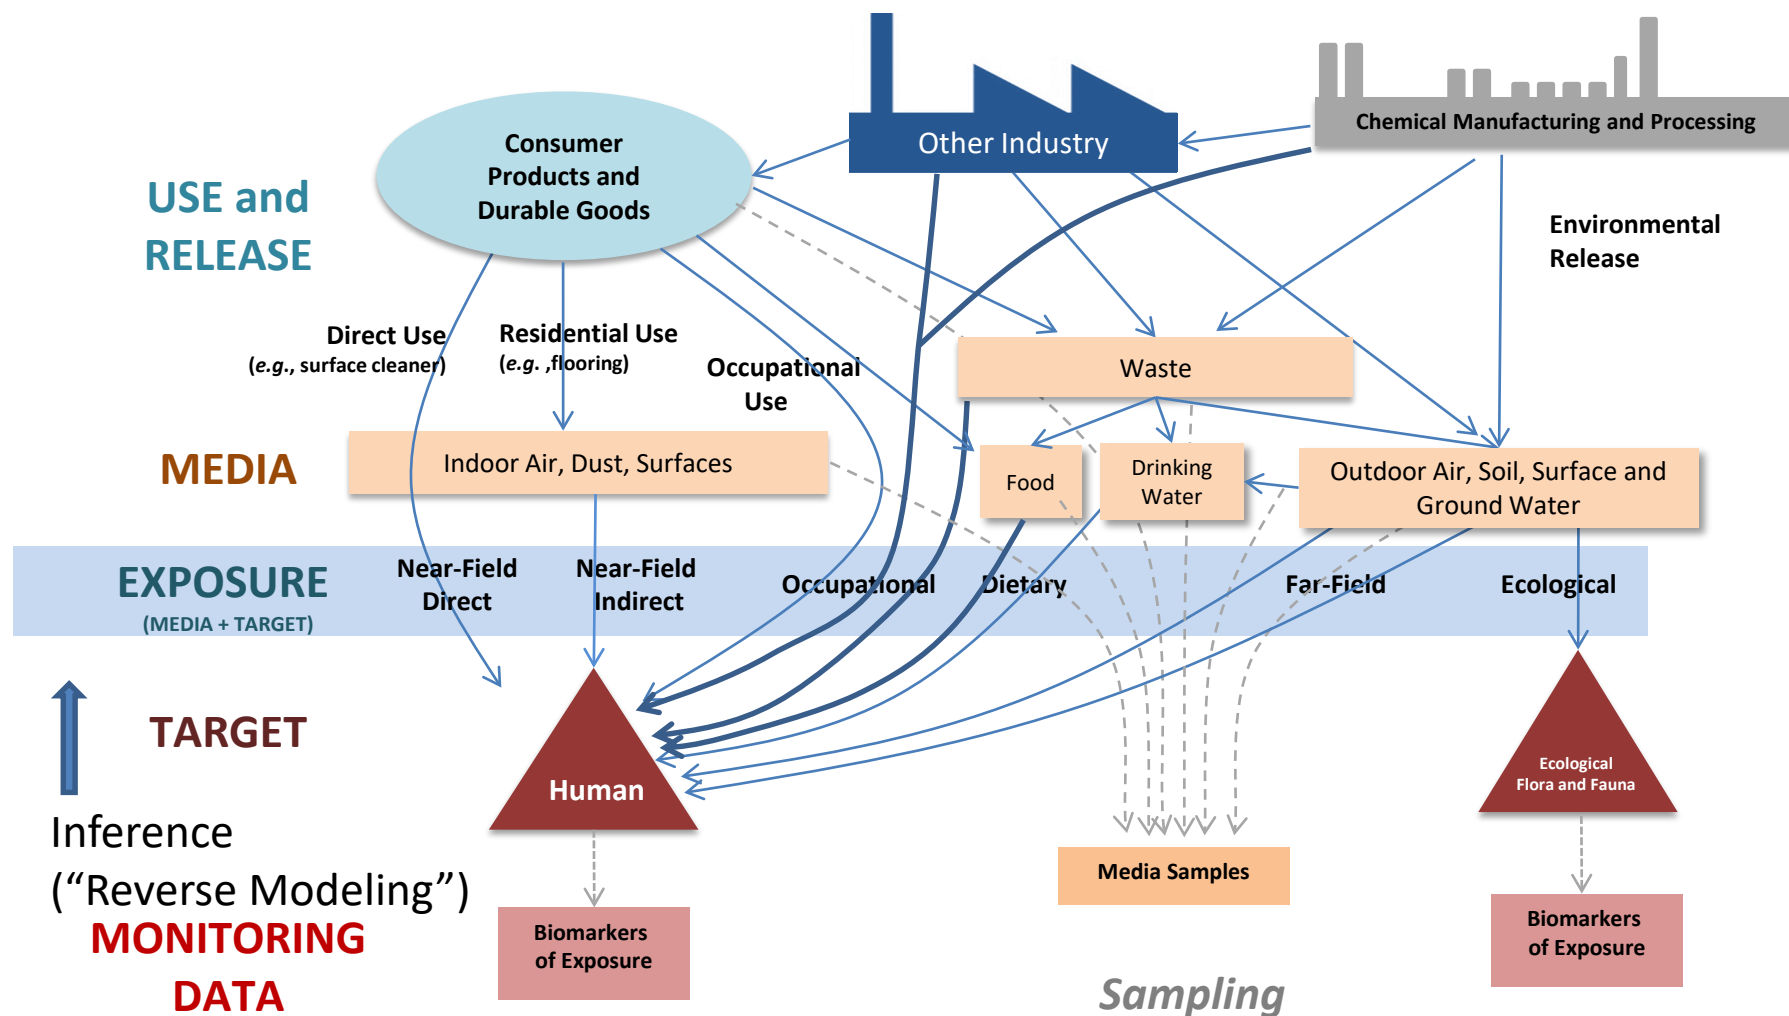 Other Industry
Chemical Manufacturing and Processing
Consumer
Products and
Durable Goods
USE and
RELEASE
Environmental
Release
Direct Use
(e.g., surface cleaner)
Residential Use
(e.g. ,flooring)
Occupational
Use
Waste
MEDIA
Indoor Air, Dust, Surfaces
Food
Drinking
Water
Outdoor Air, Soil, Surface and
Ground Water
EXPOSURE
(MEDIA + TARGET)
Near-Field
Direct
Near-Field
Indirect
Occupational
Dietary
Far-Field
Ecological
TARGET
Human
Ecological
Flora and Fauna
Inference
(“Reverse Modeling”)
MONITORING
DATA
Biomarkers
of Exposure
Media Samples
Biomarkers
of Exposure
Sampling